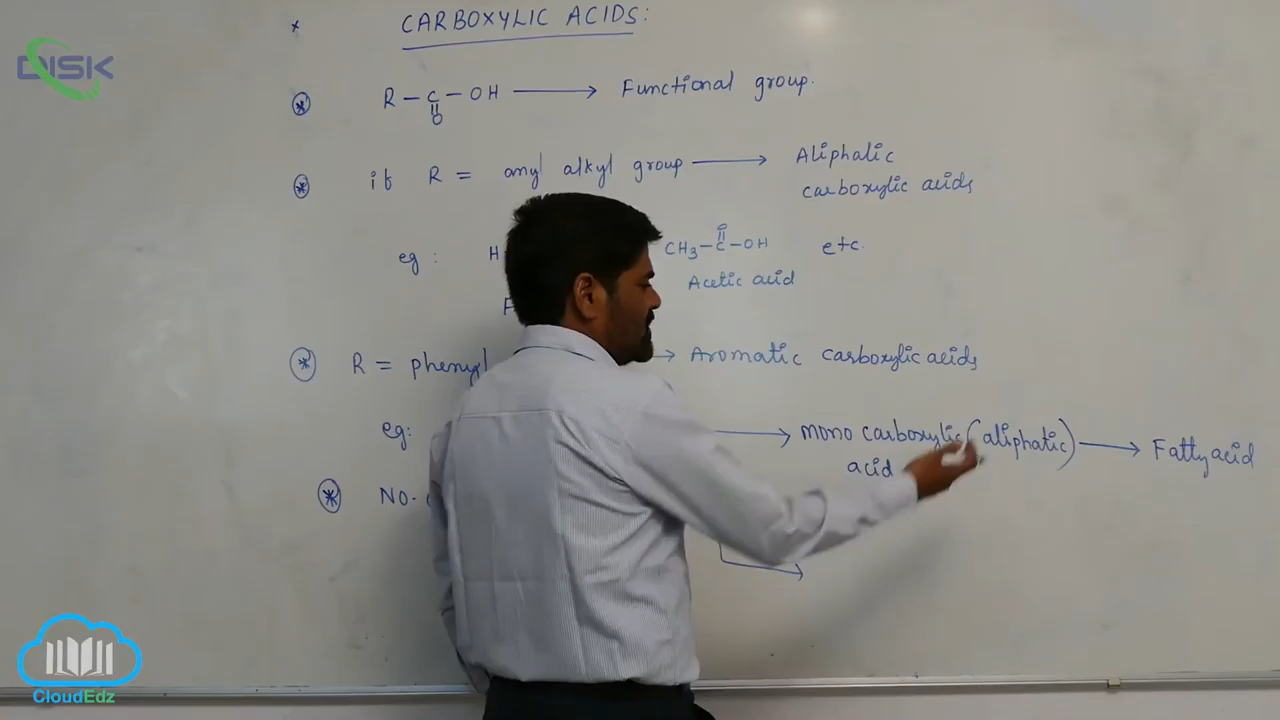 DISK
* CARBOXYLIC ACIDS:
* R - C - OH → Functional group.
O
* if R = any alkyl group → Aliphatic
carboxylic acids
O
eg : H CH3 - C - OH etc.
Acetic acid
F
* R = phenyl → Aromatic carboxylic acids
eg: → mono carboxylic (aliphatic) → Fatty acid
acid
* No.
CloudEdz